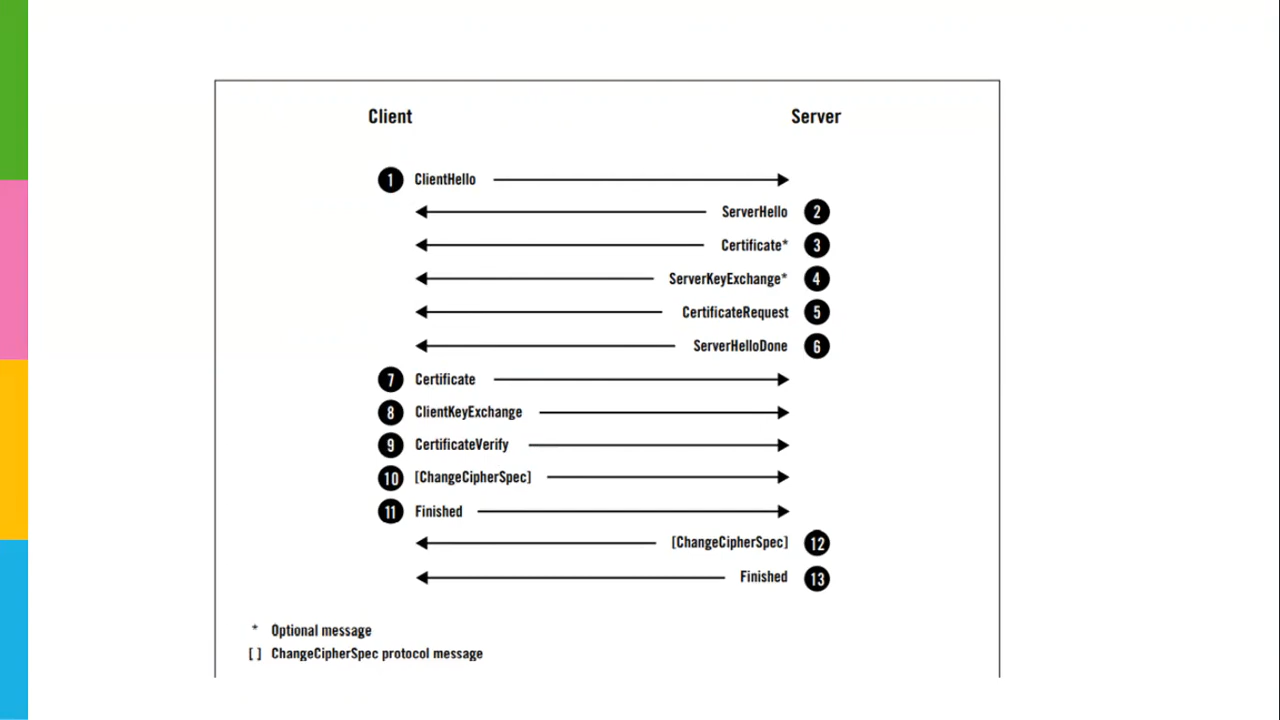 Client Server
1 ClientHello
ServerHello 2
Certificate* 3
ServerKeyExchange* 4
CertificateRequest 5
ServerHelloDone 6
7 Certificate
8 ClientKeyExchange
9 CertificateVerify
10 [ChangeCipherSpec]
11 Finished
[ChangeCipherSpec] 12
Finished 13
* Optional message
[ ] ChangeCipherSpec protocol message